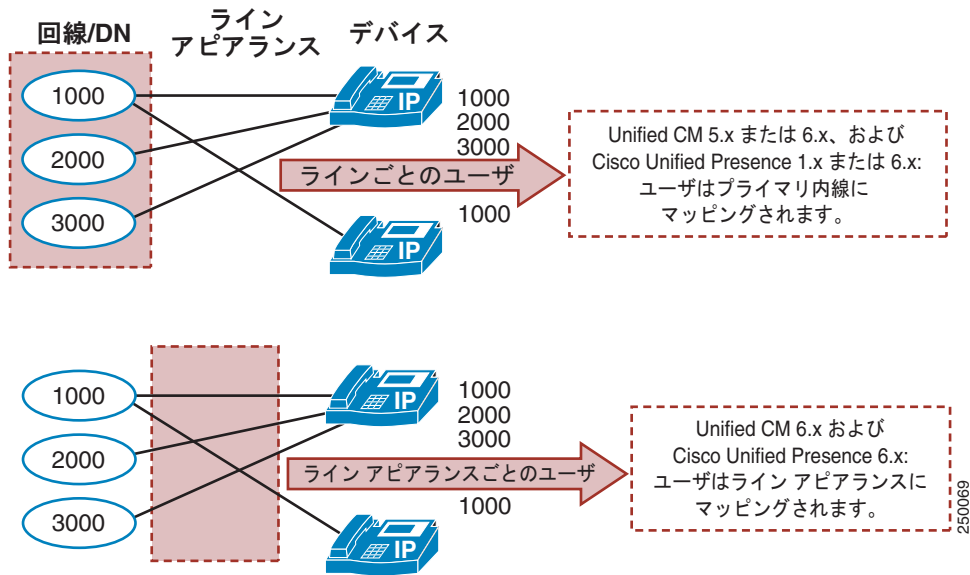 回線/DN
ライン
アピアランス
デバイス
1000
2000
3000
IP
1000
2000
3000
ラインごとのユーザ
1000
IP
Unified CM 5.x または 6.x、および
Cisco Unified Presence 1.x または 6.x:
ユーザはプライマリ内線に
マッピングされます。
1000
2000
3000
IP
1000
2000
3000
ライン アピアランスごとのユーザ
1000
IP
Unified CM 6.x および
Cisco Unified Presence 6.x:
ユーザはライン アピアランスに
マッピングされます。
250069